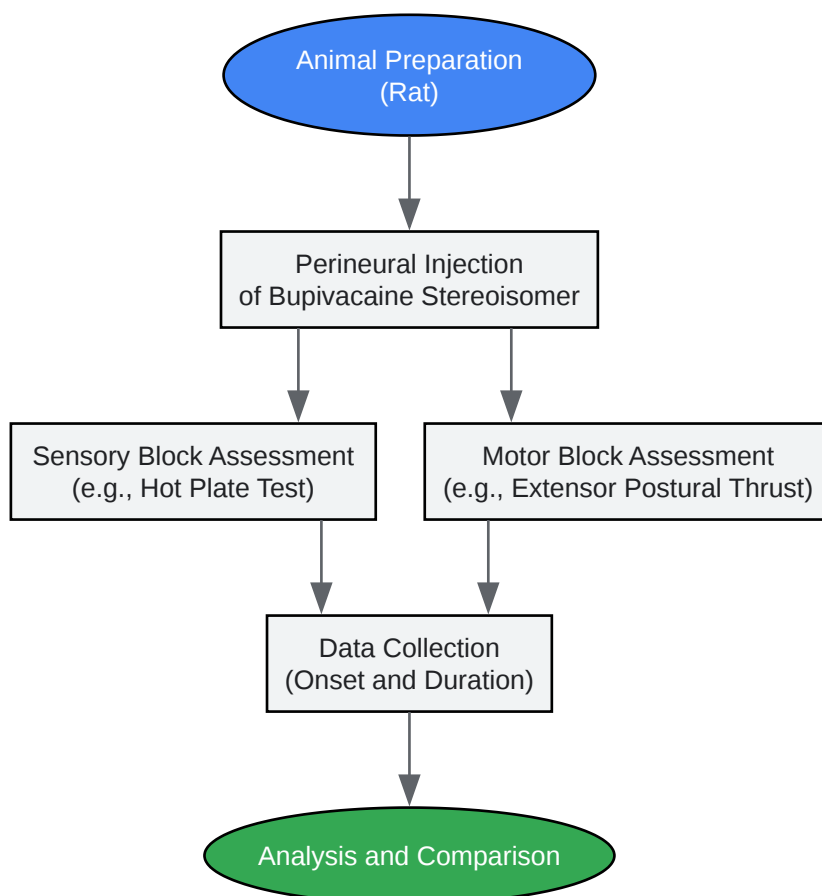 Animal Preparation
(Rat)
Perineural Injection
of Bupivacaine Stereoisomer
Sensory Block Assessment
(e.g., Hot Plate Test)
Motor Block Assessment
(e.g., Extensor Postural Thrust)
Data Collection
(Onset and Duration)
Analysis and Comparison